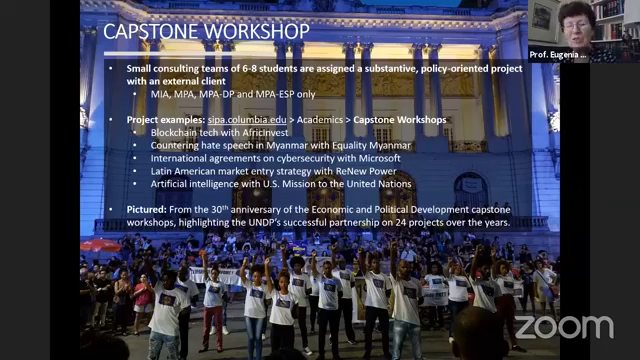 CAPSTONE WORKSHOP
Prof. Eugenia ...
• Small consulting teams of 6-8 students are assigned a substantive, policy-oriented project
with an external client
• MIA, MPA, MPA-DP and MPA-ESP only
• Project examples: sipa.columbia.edu > Academics > Capstone Workshops
• Blockchain tech with AfricInvest
• Countering hate speech in Myanmar with Equality Myanmar
• International agreements on cybersecurity with Microsoft
• Latin American market entry strategy with ReNew Power
• Artificial intelligence with U.S. Mission to the United Nations
• Pictured: From the 30th anniversary of the Economic and Political Development capstone
workshops, highlighting the UNDP's successful partnership on 24 projects over the years.
zoom